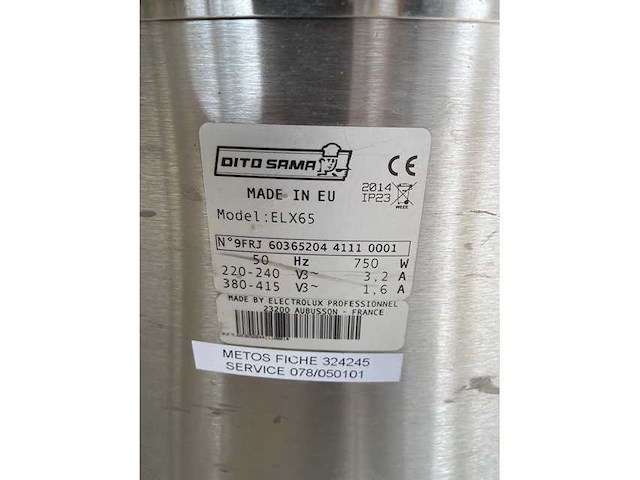 DITO SAMA
CE
MADE IN EU
2014
IP23
WEEE
Model:ELX65
N°9FRJ 60365204 4111 0001
50 Hz 750 W
220-240 V3~ 3,2 A
380-415 V3~ 1,6 A
MADE BY ELECTROLUX PROFESSIONNEL
23200 AUBUSSON - FRANCE
METOS FICHE 324245
SERVICE 078/050101